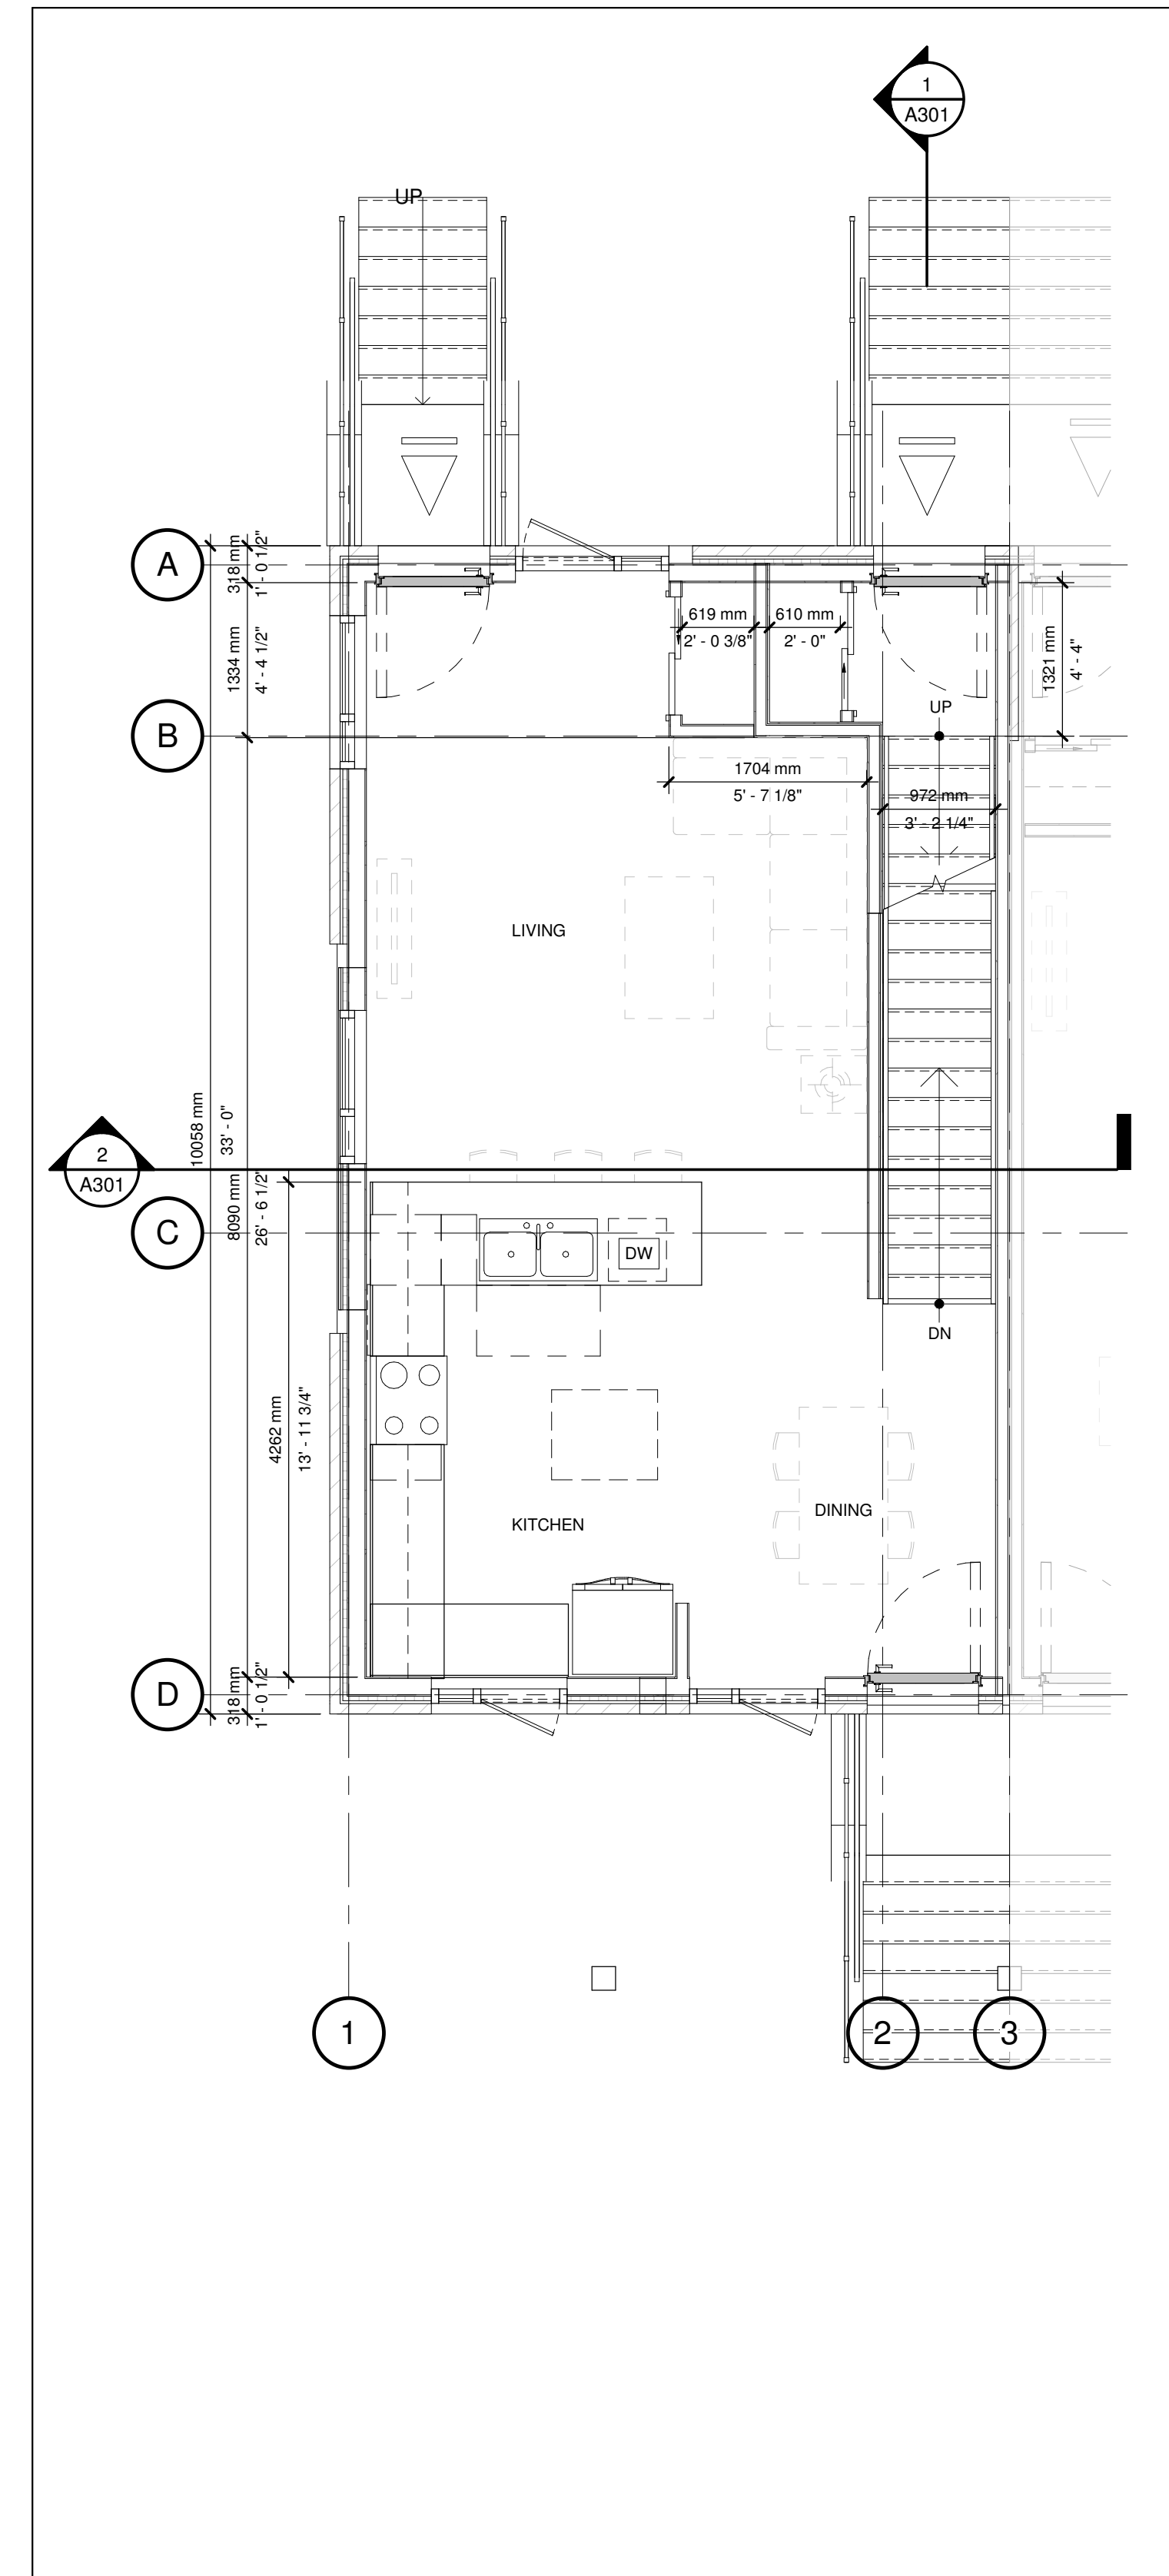 1
A301
UP
A
318 mm
1' - 0 1/2"
1334 mm
4' - 4 1/2"
619 mm
2' - 0 3/8"
610 mm
2' - 0"
1321 mm
4' - 4"
B
UP
1704 mm
5' - 7 1/8"
972 mm
3' - 2 1/4"
LIVING
10058 mm
33' - 0"
2
A301
8090 mm
26' - 6 1/2"
C
DW
DN
4262 mm
13' - 11 3/4"
DINING
KITCHEN
D
318 mm
1' - 0 1/2"
1
2
3